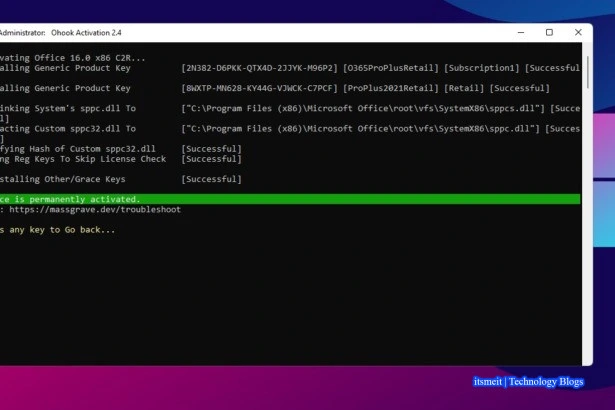 Administrator: Ohook Activation 2.4
vating Office 16.0 x86 C2R...
alling Generic Product Key [2N382-D6PKK-QTX4D-2JJYK-M96P2] [O365ProPlusRetail] [Subscription1] [Successful
alling Generic Product Key [8WXTP-MN628-KY44G-VJWCK-C7PCF] [ProPlus2021Retail] [Retail] [Successful]
inking System's sppc.dll To ["C:\Program Files (x86)\Microsoft Office\root\vfs\SystemX86\sppcs.dll"] [Succe
l]
acting Custom sppc32.dll To ["C:\Program Files (x86)\Microsoft Office\root\vfs\SystemX86\sppc.dll"] [Succes
]
fying Hash of Custom sppc32.dll [Successful]
ng Reg Keys To Skip License Check [Successful]
nstalling Other/Grace Keys [Successful]
ce is permanently activated.
: https://massgrave.dev/troubleshoot
s any key to Go back...
itsmeit | Technology Blogs